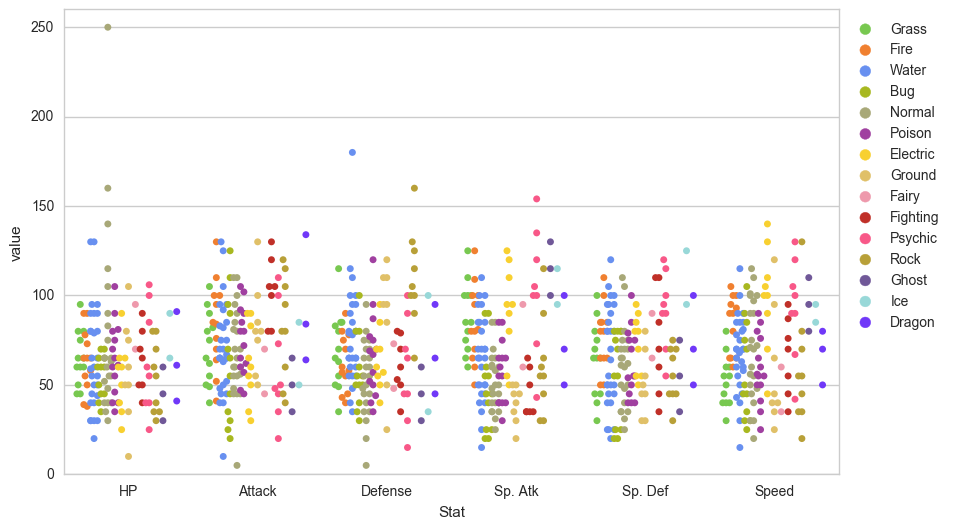 250
200
150
100
50
0
value
HP Attack Defense Sp. Atk Sp. Def Speed
Stat
Grass
Fire
Water
Bug
Normal
Poison
Electric
Ground
Fairy
Fighting
Psychic
Rock
Ghost
Ice
Dragon